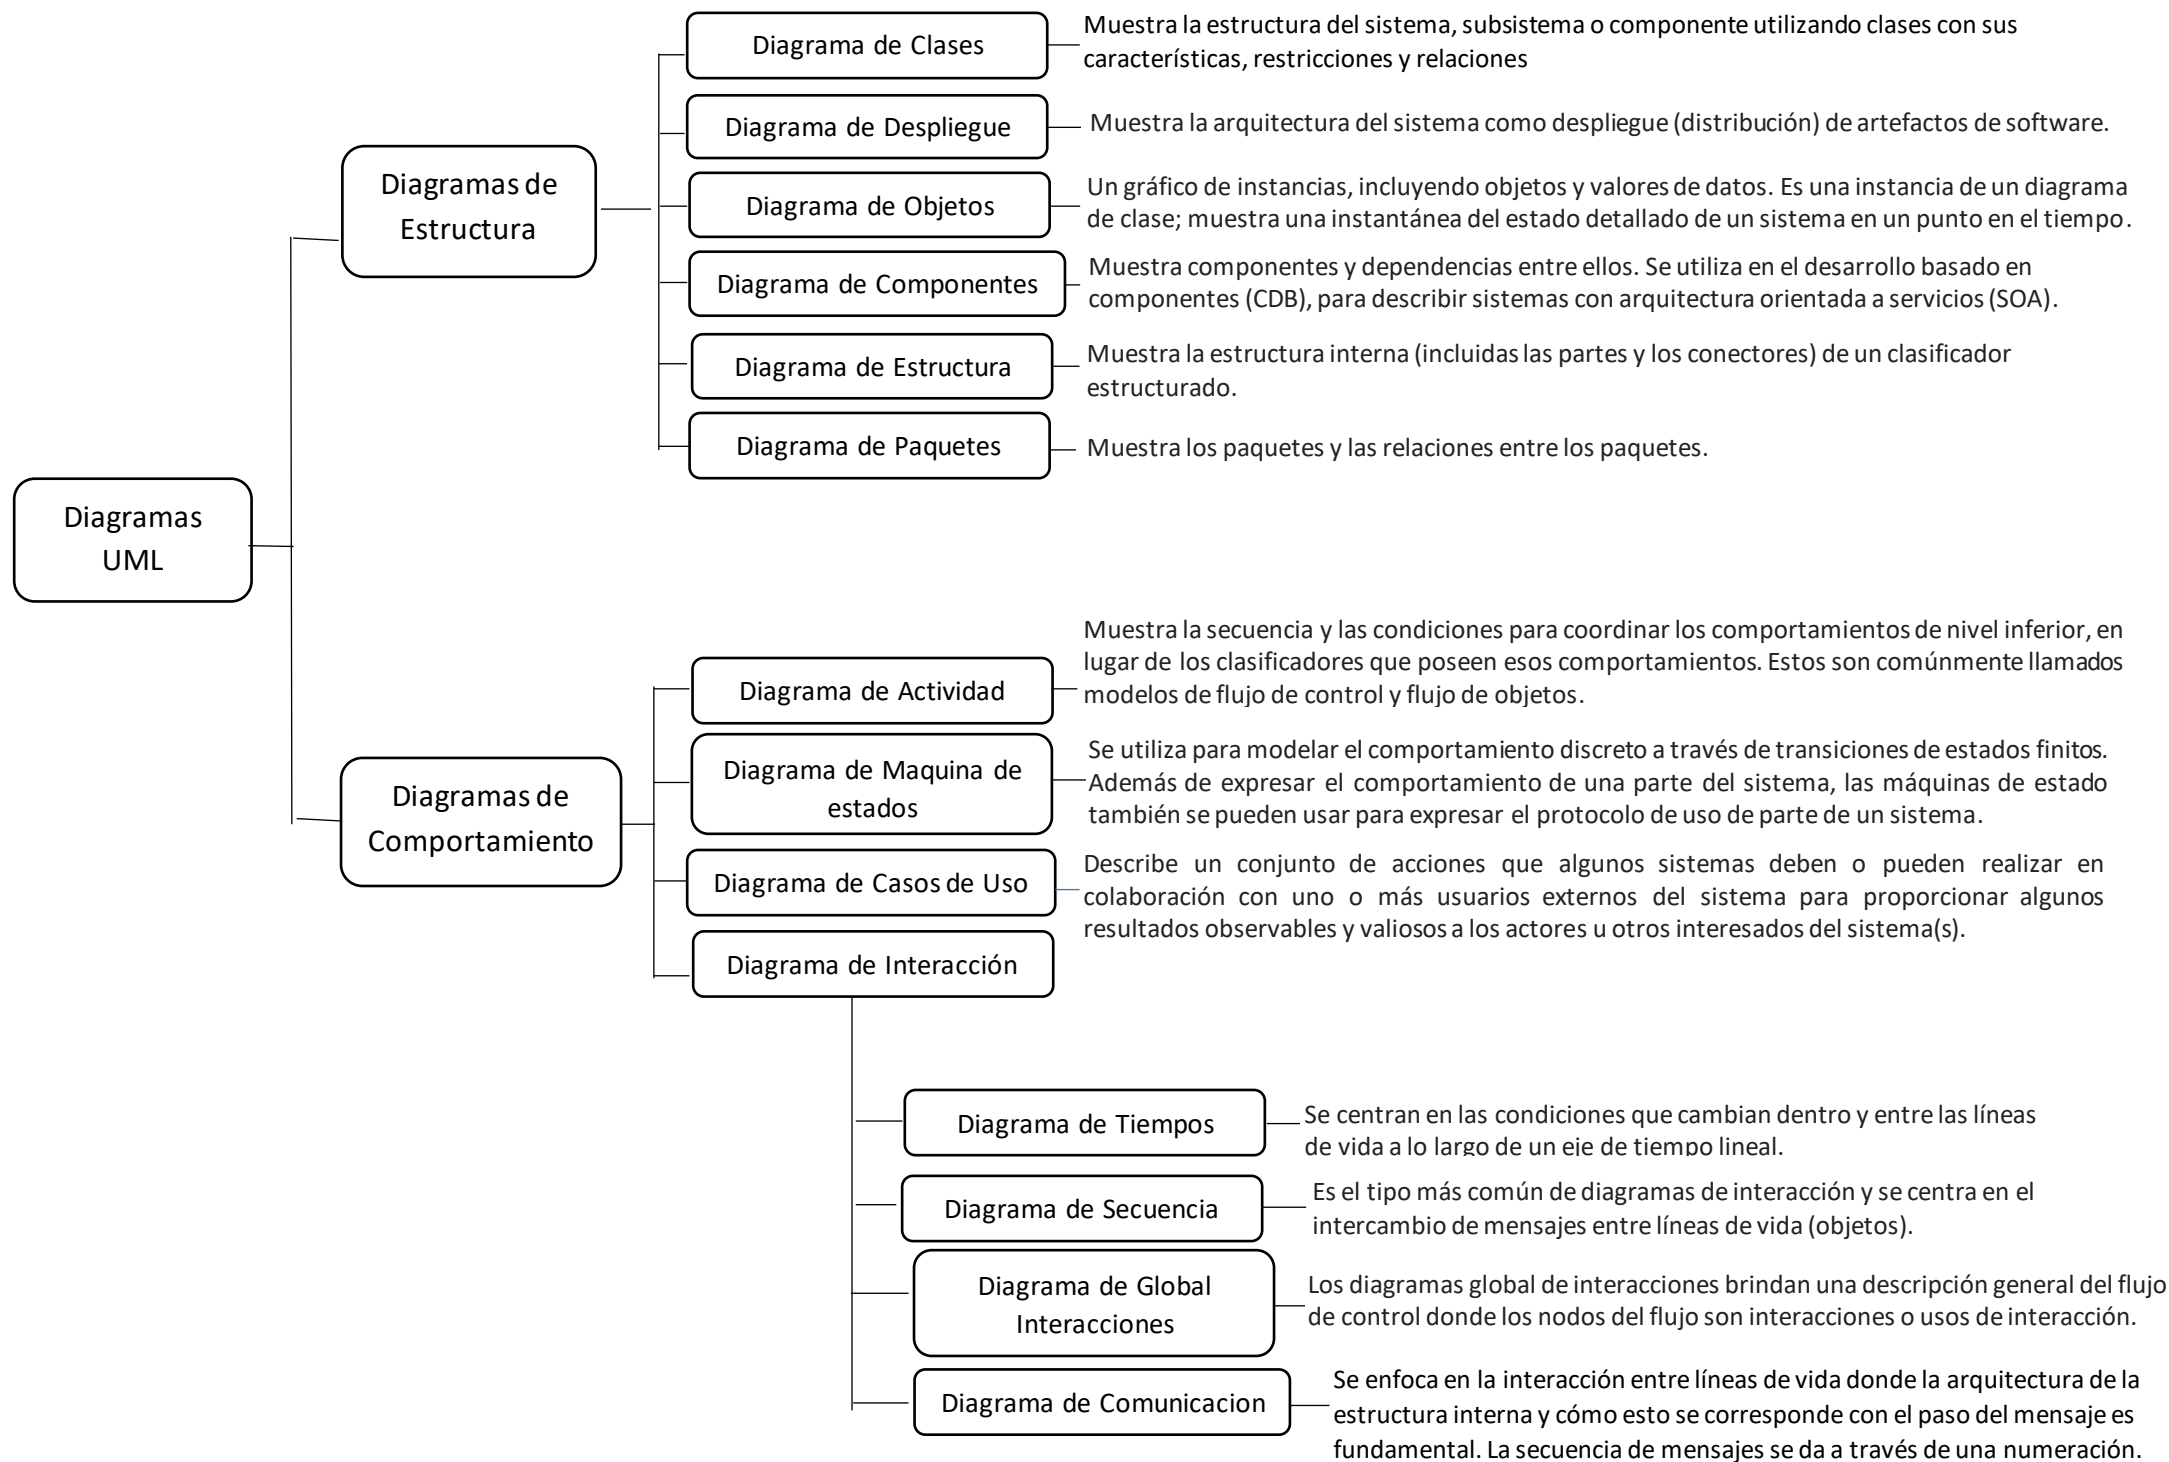 Diagrama de Clases
Muestra la estructura del sistema, subsistema o componente utilizando clases con sus
características, restricciones y relaciones
Diagrama de Despliegue
Muestra la arquitectura del sistema como despliegue (distribución) de artefactos de software.
Diagramas de
Estructura
Diagrama de Objetos
Un gráfico de instancias, incluyendo objetos y valores de datos. Es una instancia de un diagrama
de clase; muestra una instantánea del estado detallado de un sistema en un punto en el tiempo.
Diagrama de Componentes
Muestra componentes y dependencias entre ellos. Se utiliza en el desarrollo basado en
componentes (CDB), para describir sistemas con arquitectura orientada a servicios (SOA).
Diagrama de Estructura
Muestra la estructura interna (incluidas las partes y los conectores) de un clasificador
estructurado.
Diagrama de Paquetes
Muestra los paquetes y las relaciones entre los paquetes.
Diagramas
UML
Diagrama de Actividad
Muestra la secuencia y las condiciones para coordinar los comportamientos de nivel inferior, en
lugar de los clasificadores que poseen esos comportamientos. Estos son comúnmente llamados
modelos de flujo de control y flujo de objetos.
Diagramas de
Comportamiento
Diagrama de Maquina de
estados
Se utiliza para modelar el comportamiento discreto a través de transiciones de estados finitos.
Además de expresar el comportamiento de una parte del sistema, las máquinas de estado
también se pueden usar para expresar el protocolo de uso de parte de un sistema.
Diagrama de Casos de Uso
Describe un conjunto de acciones que algunos sistemas deben o pueden realizar en
colaboración con uno o más usuarios externos del sistema para proporcionar algunos
resultados observables y valiosos a los actores u otros interesados del sistema(s).
Diagrama de Interacción
Diagrama de Tiempos
Se centran en las condiciones que cambian dentro y entre las líneas
de vida a lo largo de un eje de tiempo lineal.
Diagrama de Secuencia
Es el tipo más común de diagramas de interacción y se centra en el
intercambio de mensajes entre líneas de vida (objetos).
Diagrama de Global
Interacciones
Los diagramas global de interacciones brindan una descripción general del flujo
de control donde los nodos del flujo son interacciones o usos de interacción.
Diagrama de Comunicacion
Se enfoca en la interacción entre líneas de vida donde la arquitectura de la
estructura interna y cómo esto se corresponde con el paso del mensaje es
fundamental. La secuencia de mensajes se da a través de una numeración.